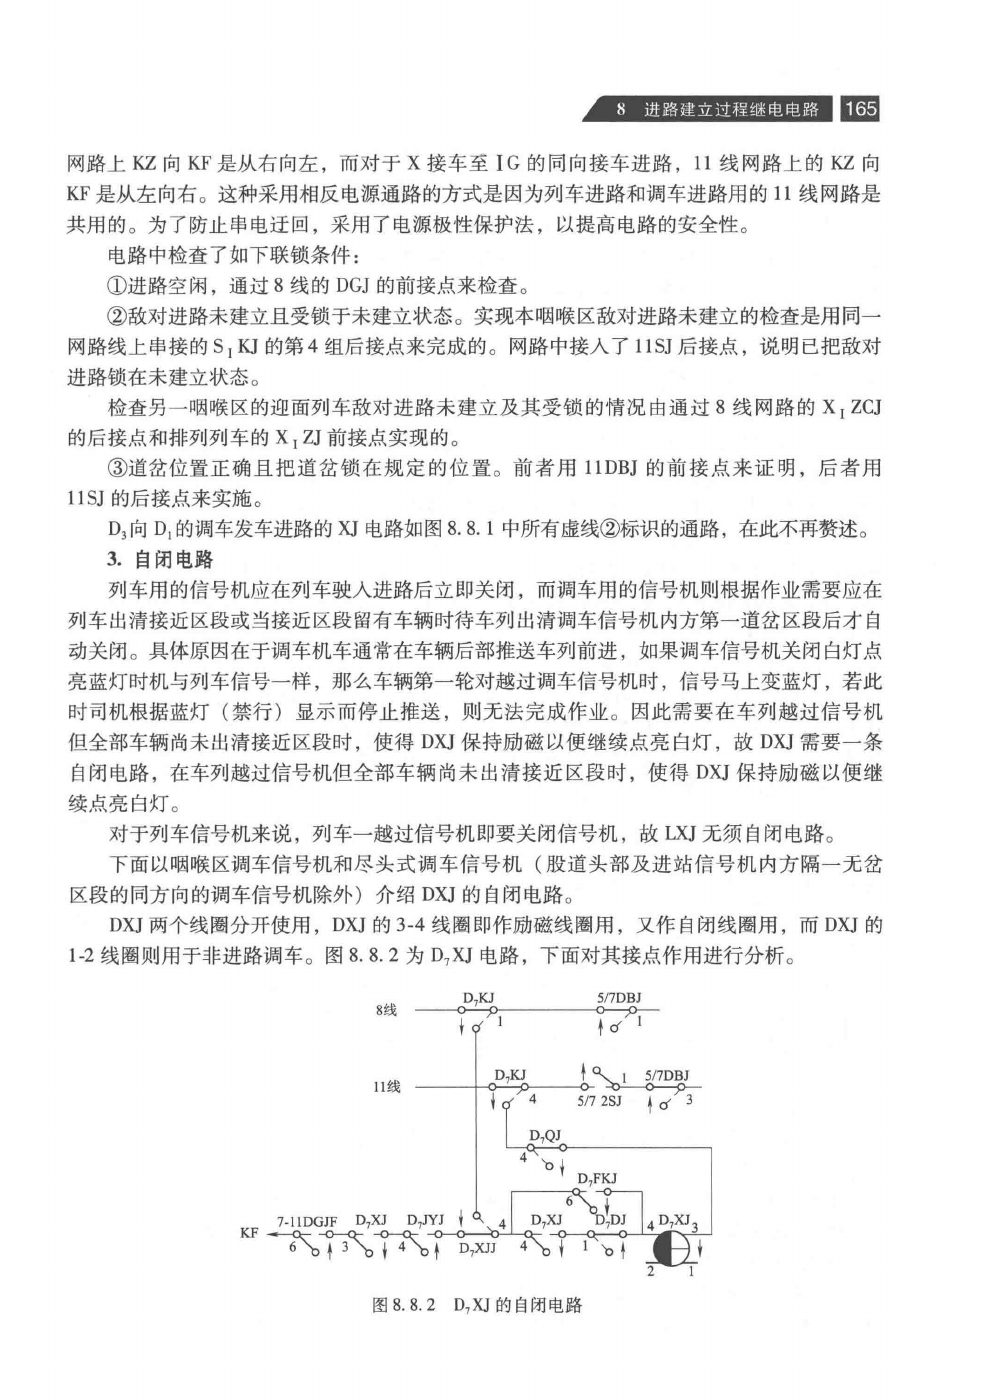 8 进路建立过程继电电路 165
网路上 KZ 向 KF 是从右向左，而对于 X 接车至 ⅠG 的同向接车进路，11 线网路上的 KZ 向
KF 是从左向右。这种采用相反电源通路的方式是因为列车进路和调车进路用的 11 线网路是
共用的。为了防止串电迂回，采用了电源极性保护法，以提高电路的安全性。
电路中检查了如下联锁条件：
①进路空闲，通过 8 线的 DGJ 的前接点来检查。
②敌对进路未建立且受锁于未建立状态。实现本咽喉区敌对进路未建立的检查是用同一
网路线上串接的 SⅠKJ 的第 4 组后接点来完成的。网路中接入了 11SJ 后接点，说明已把敌对
进路锁在未建立状态。
检查另一咽喉区的迎面列车敌对进路未建立及其受锁的情况由通过 8 线网路的 XⅠZCJ
的后接点和排列列车的 XⅠZJ 前接点实现的。
③道岔位置正确且把道岔锁在规定的位置。前者用 11DBJ 的前接点来证明，后者用
11SJ 的后接点来实施。
D₃向 D₁的调车发车进路的 XJ 电路如图 8.8.1 中所有虚线②标识的通路，在此不再赘述。
3. 自闭电路
列车用的信号机应在列车驶入进路后立即关闭，而调车用的信号机则根据作业需要应在
列车出清接近区段或当接近区段留有车辆时待车列出清调车信号机内方第一道岔区段后才自
动关闭。具体原因在于调车机车通常在车辆后部推送车列前进，如果调车信号机关闭白灯点
亮蓝灯时机与列车信号一样，那么车辆第一轮对越过调车信号机时，信号马上变蓝灯，若此
时司机根据蓝灯（禁行）显示而停止推送，则无法完成作业。因此需要在车列越过信号机
但全部车辆尚未出清接近区段时，使得 DXJ 保持励磁以便继续点亮白灯，故 DXJ 需要一条
自闭电路，在车列越过信号机但全部车辆尚未出清接近区段时，使得 DXJ 保持励磁以便继
续点亮白灯。
对于列车信号机来说，列车一越过信号机即要关闭信号机，故 LXJ 无须自闭电路。
下面以咽喉区调车信号机和尽头式调车信号机（股道头部及进站信号机内方隔一无岔
区段的同方向的调车信号机除外）介绍 DXJ 的自闭电路。
DXJ 两个线圈分开使用，DXJ 的 3-4 线圈即作励磁线圈用，又作自闭线圈用，而 DXJ 的
1-2 线圈则用于非进路调车。图 8.8.2 为 D₇XJ 电路，下面对其接点作用进行分析。
D₇KJ 5/7DBJ
8线
1 1
D₇KJ 1 5/7DBJ
11线
4 5/7 2SJ 3
D₇QJ
4
D₇FKJ
6
7-11DGJF D₇XJ D₇JYJ 4 D₇XJ D₇DJ 4 D₇XJ 3
KF
6 3 4 D₇XJJ 4 1
2 1
图 8.8.2 D₇XJ 的自闭电路